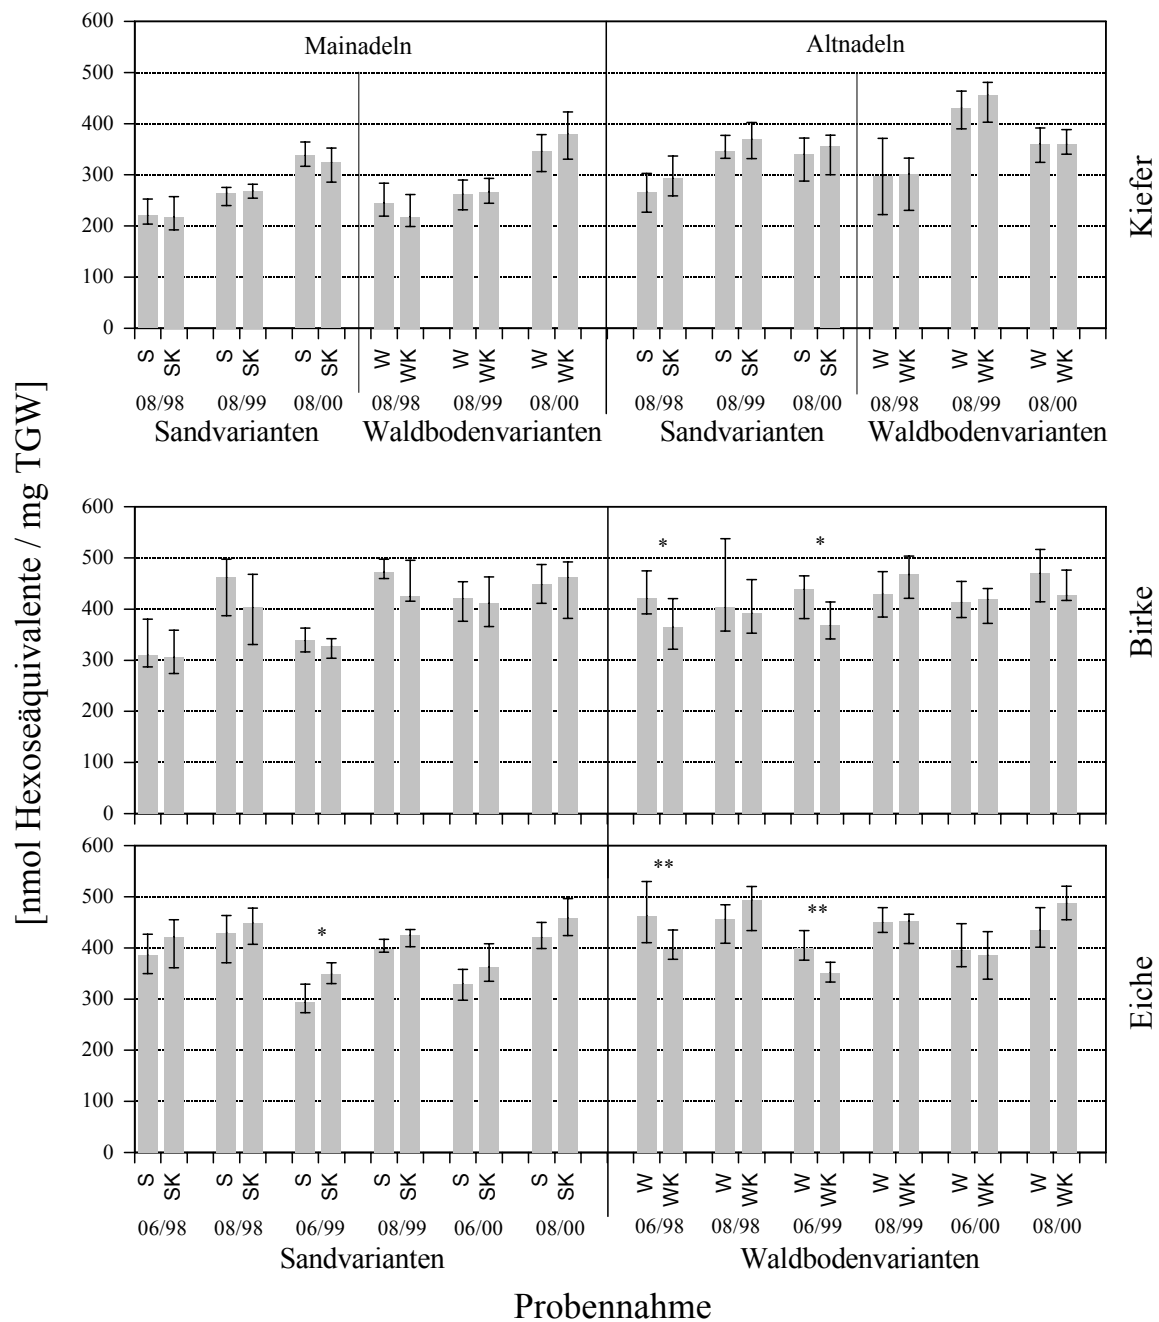 600
500
400
300
200
100
0
Mainadeln
Altnadeln
Kiefer
S SK S SK S SK W WK W WK W WK S SK S SK S SK W WK W WK W WK
08/98 08/99 08/00 08/98 08/99 08/00 08/98 08/99 08/00 08/98 08/99 08/00
Sandvarianten Waldbodenvarianten Sandvarianten Waldbodenvarianten
[nmol Hexoseäquivalente / mg TGW]
600
500
400
300
200
100
0
* *
Birke
600
500
400
300
200
100
0
* ** **
Eiche
S SK S SK S SK S SK S SK S SK W WK W WK W WK W WK W WK W WK
06/98 08/98 06/99 08/99 06/00 08/00 06/98 08/98 06/99 08/99 06/00 08/00
Sandvarianten Waldbodenvarianten
Probennahme